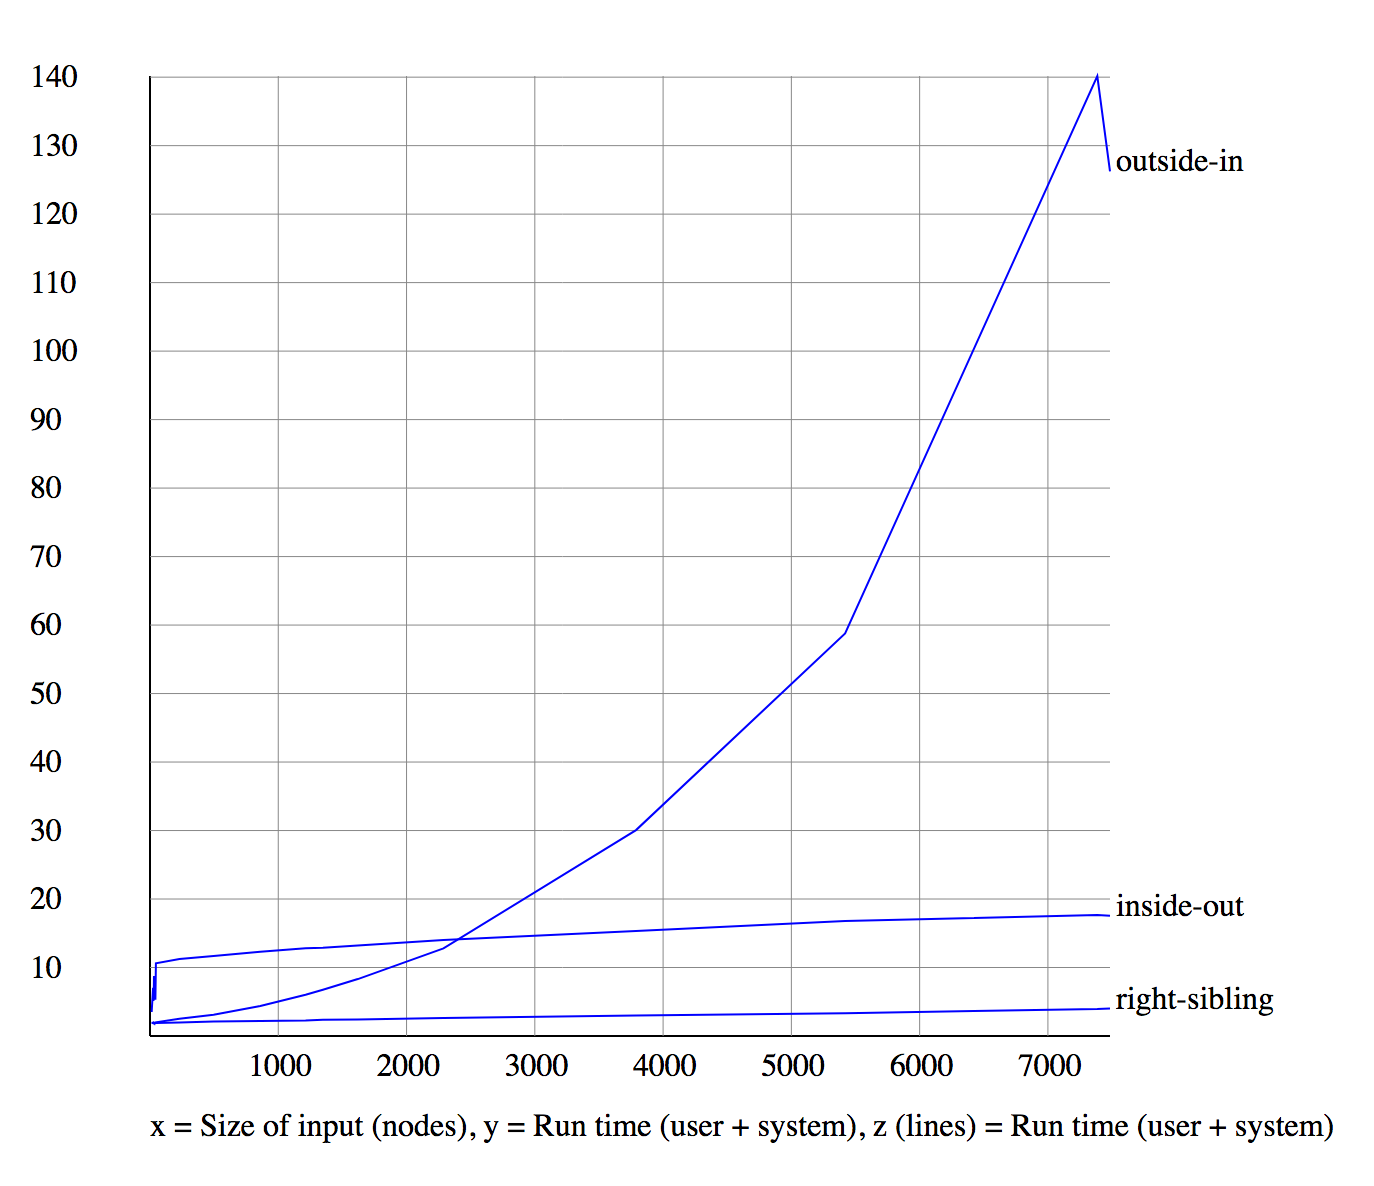 140
130
outside-in
120
110
100
90
80
70
60
50
40
30
20
inside-out
10
right-sibling
1000 2000 3000 4000 5000 6000 7000
x = Size of input (nodes), y = Run time (user + system), z (lines) = Run time (user + system)